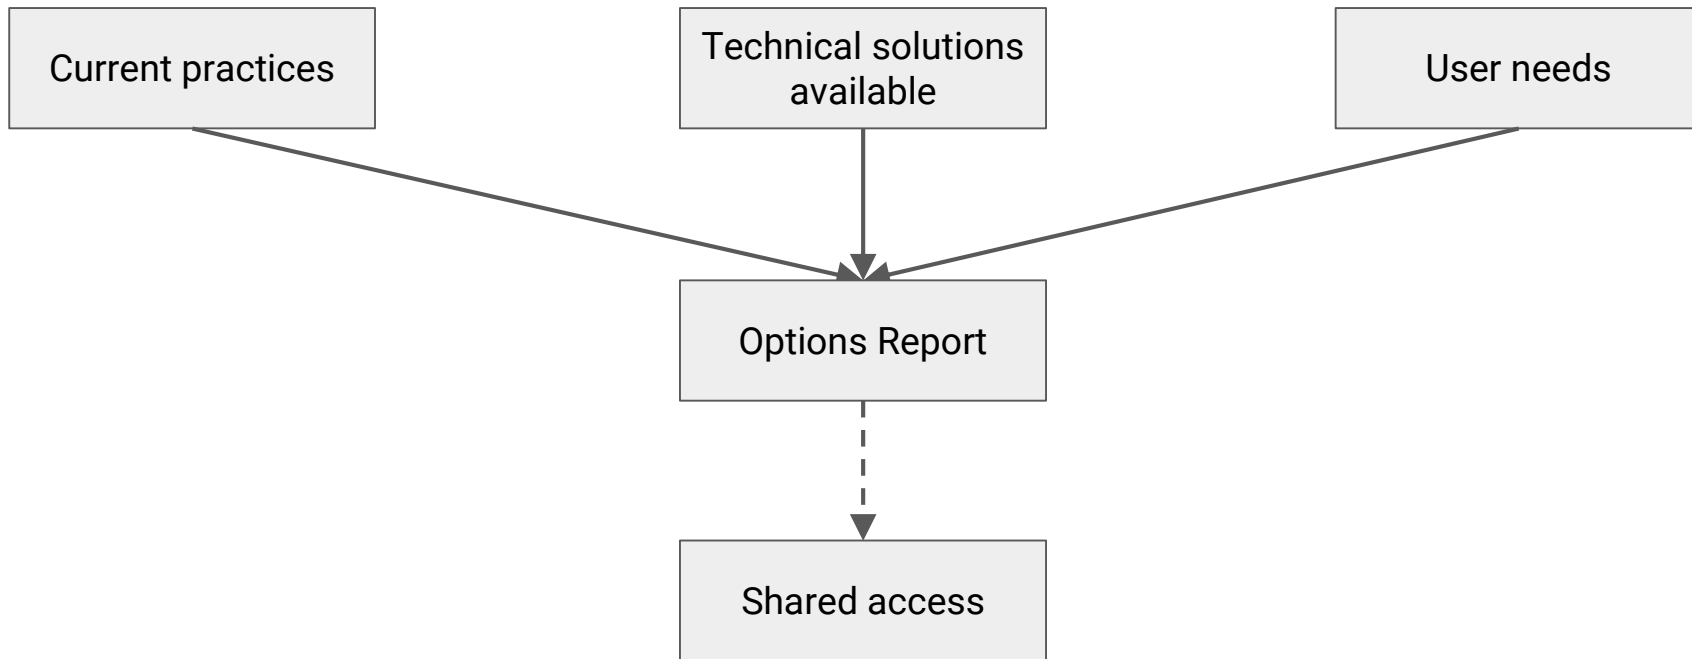 Current practices
Technical solutions
available
User needs
Options Report
Shared access